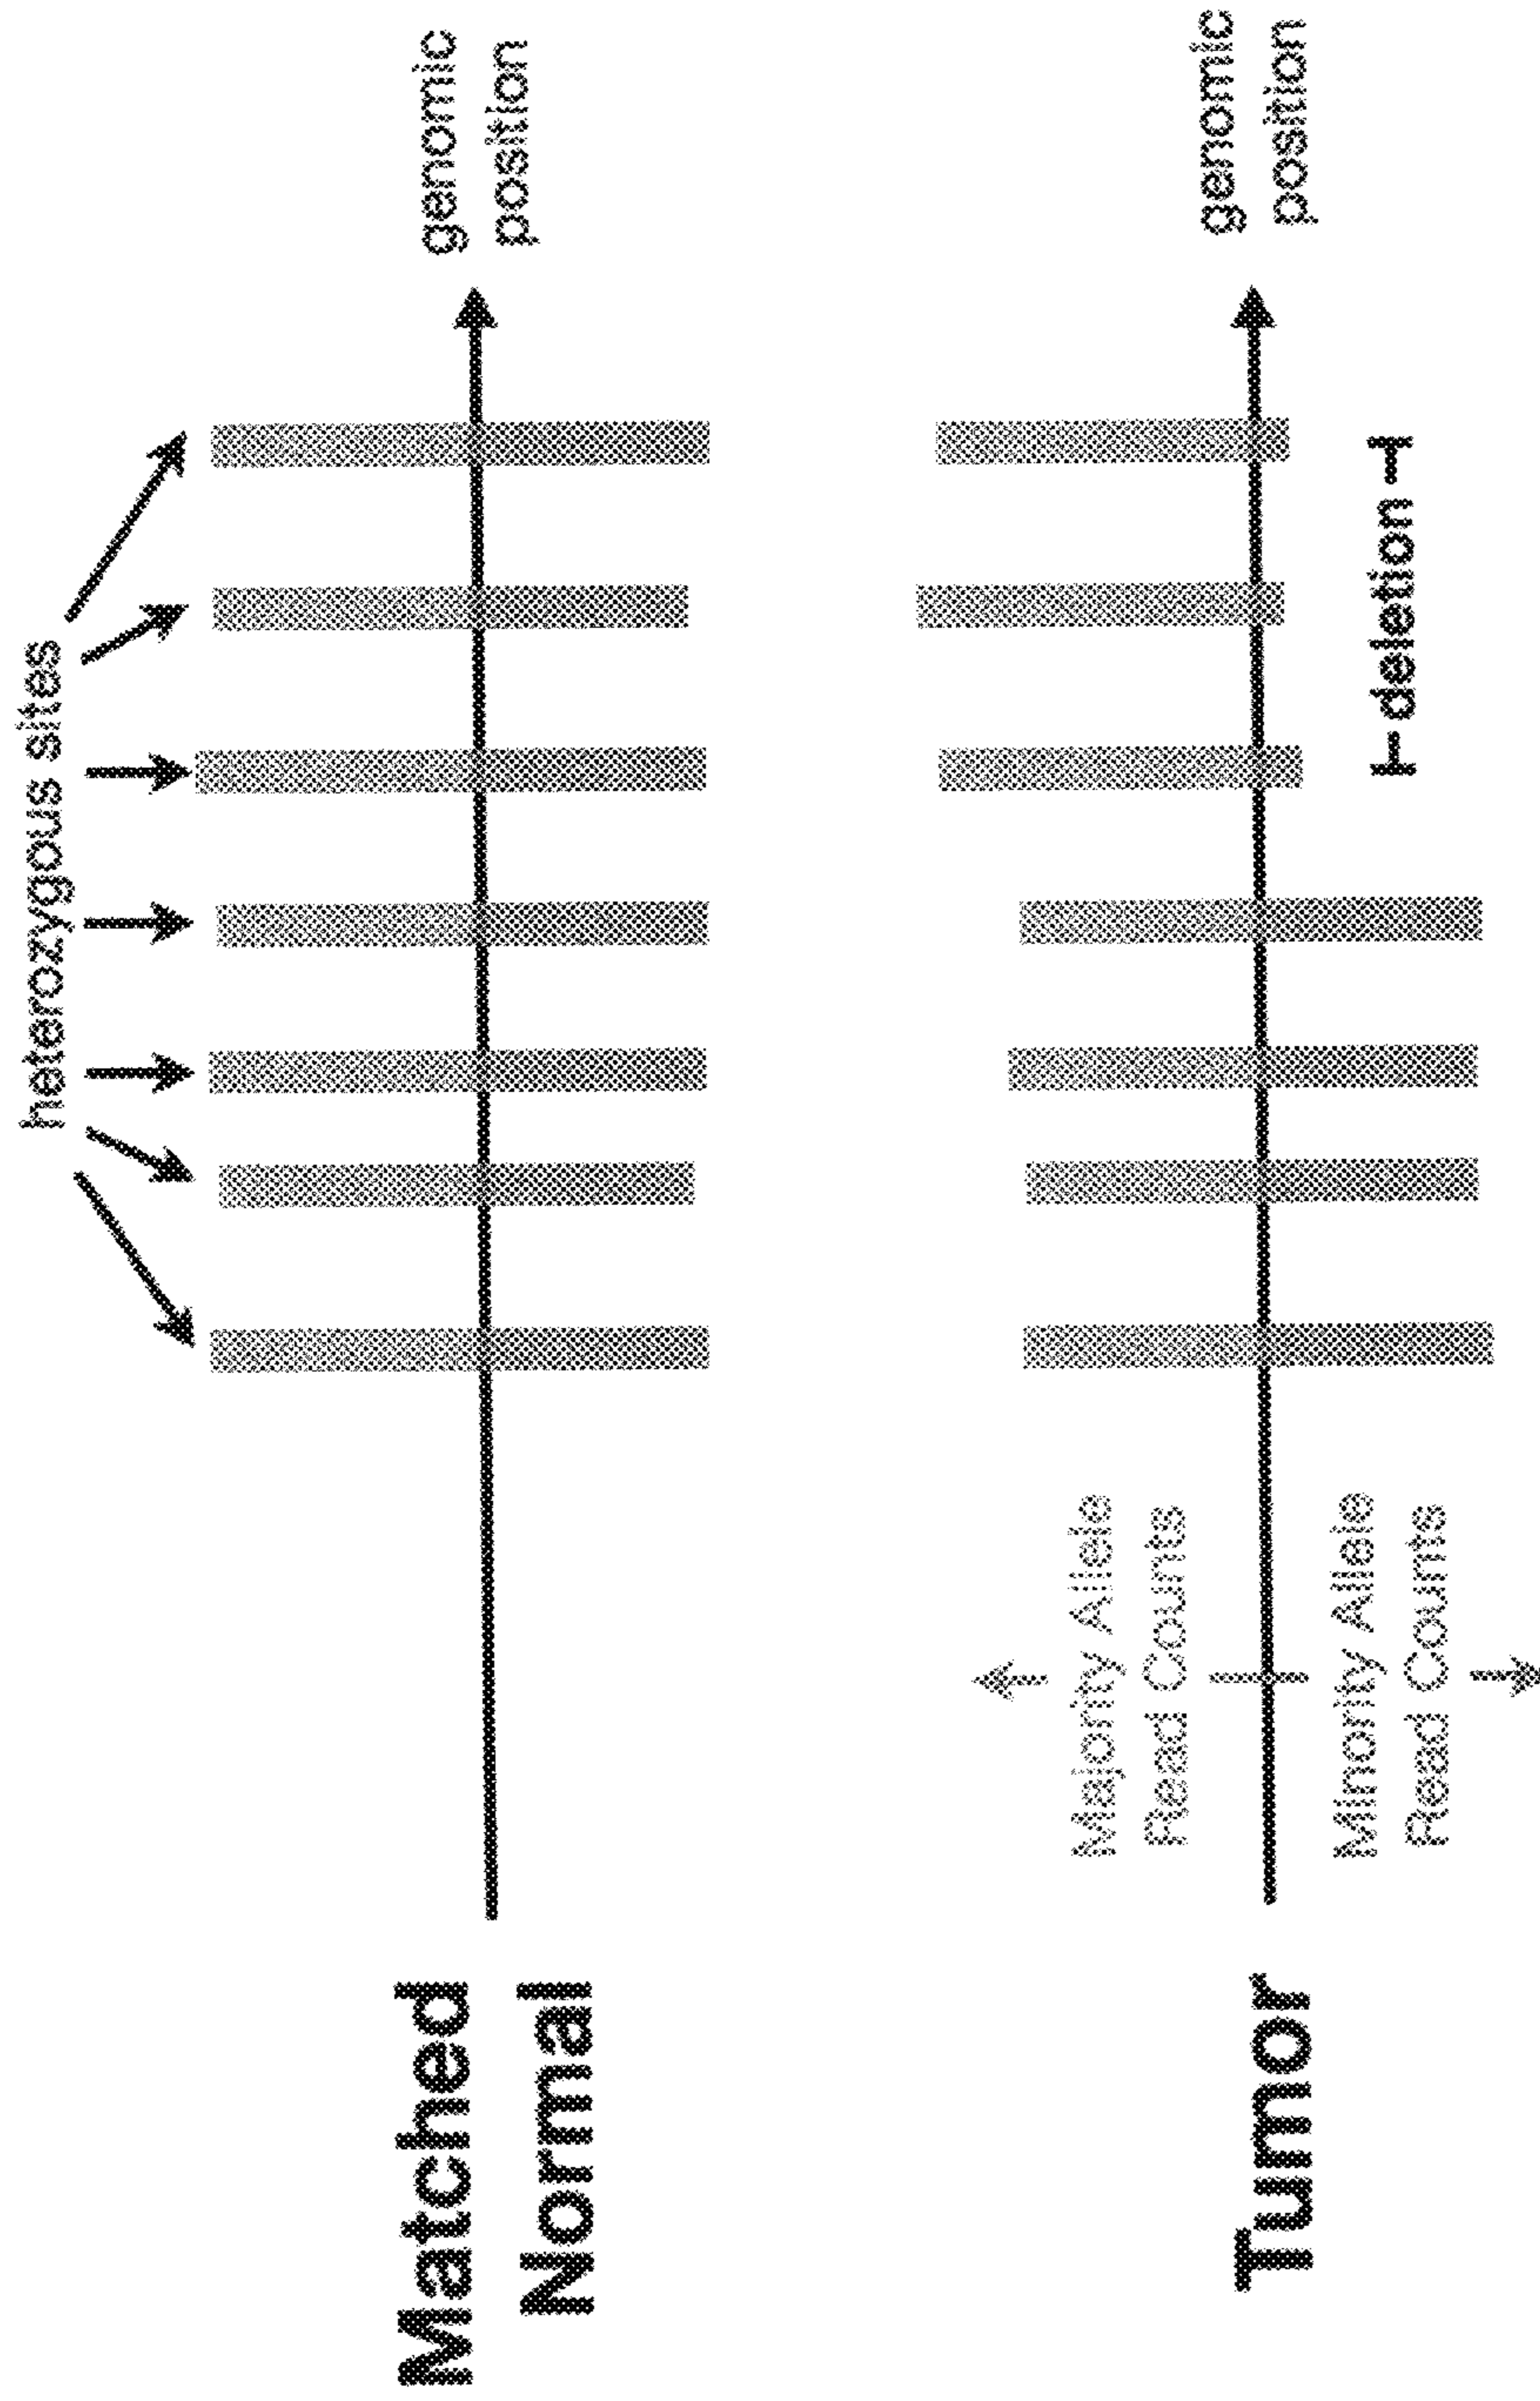 heterozygous sites
Matched
Normal
genomic
position
Majority Allele
Read Counts
Minority Allele
Read Counts
Tumor
genomic
position
deletion